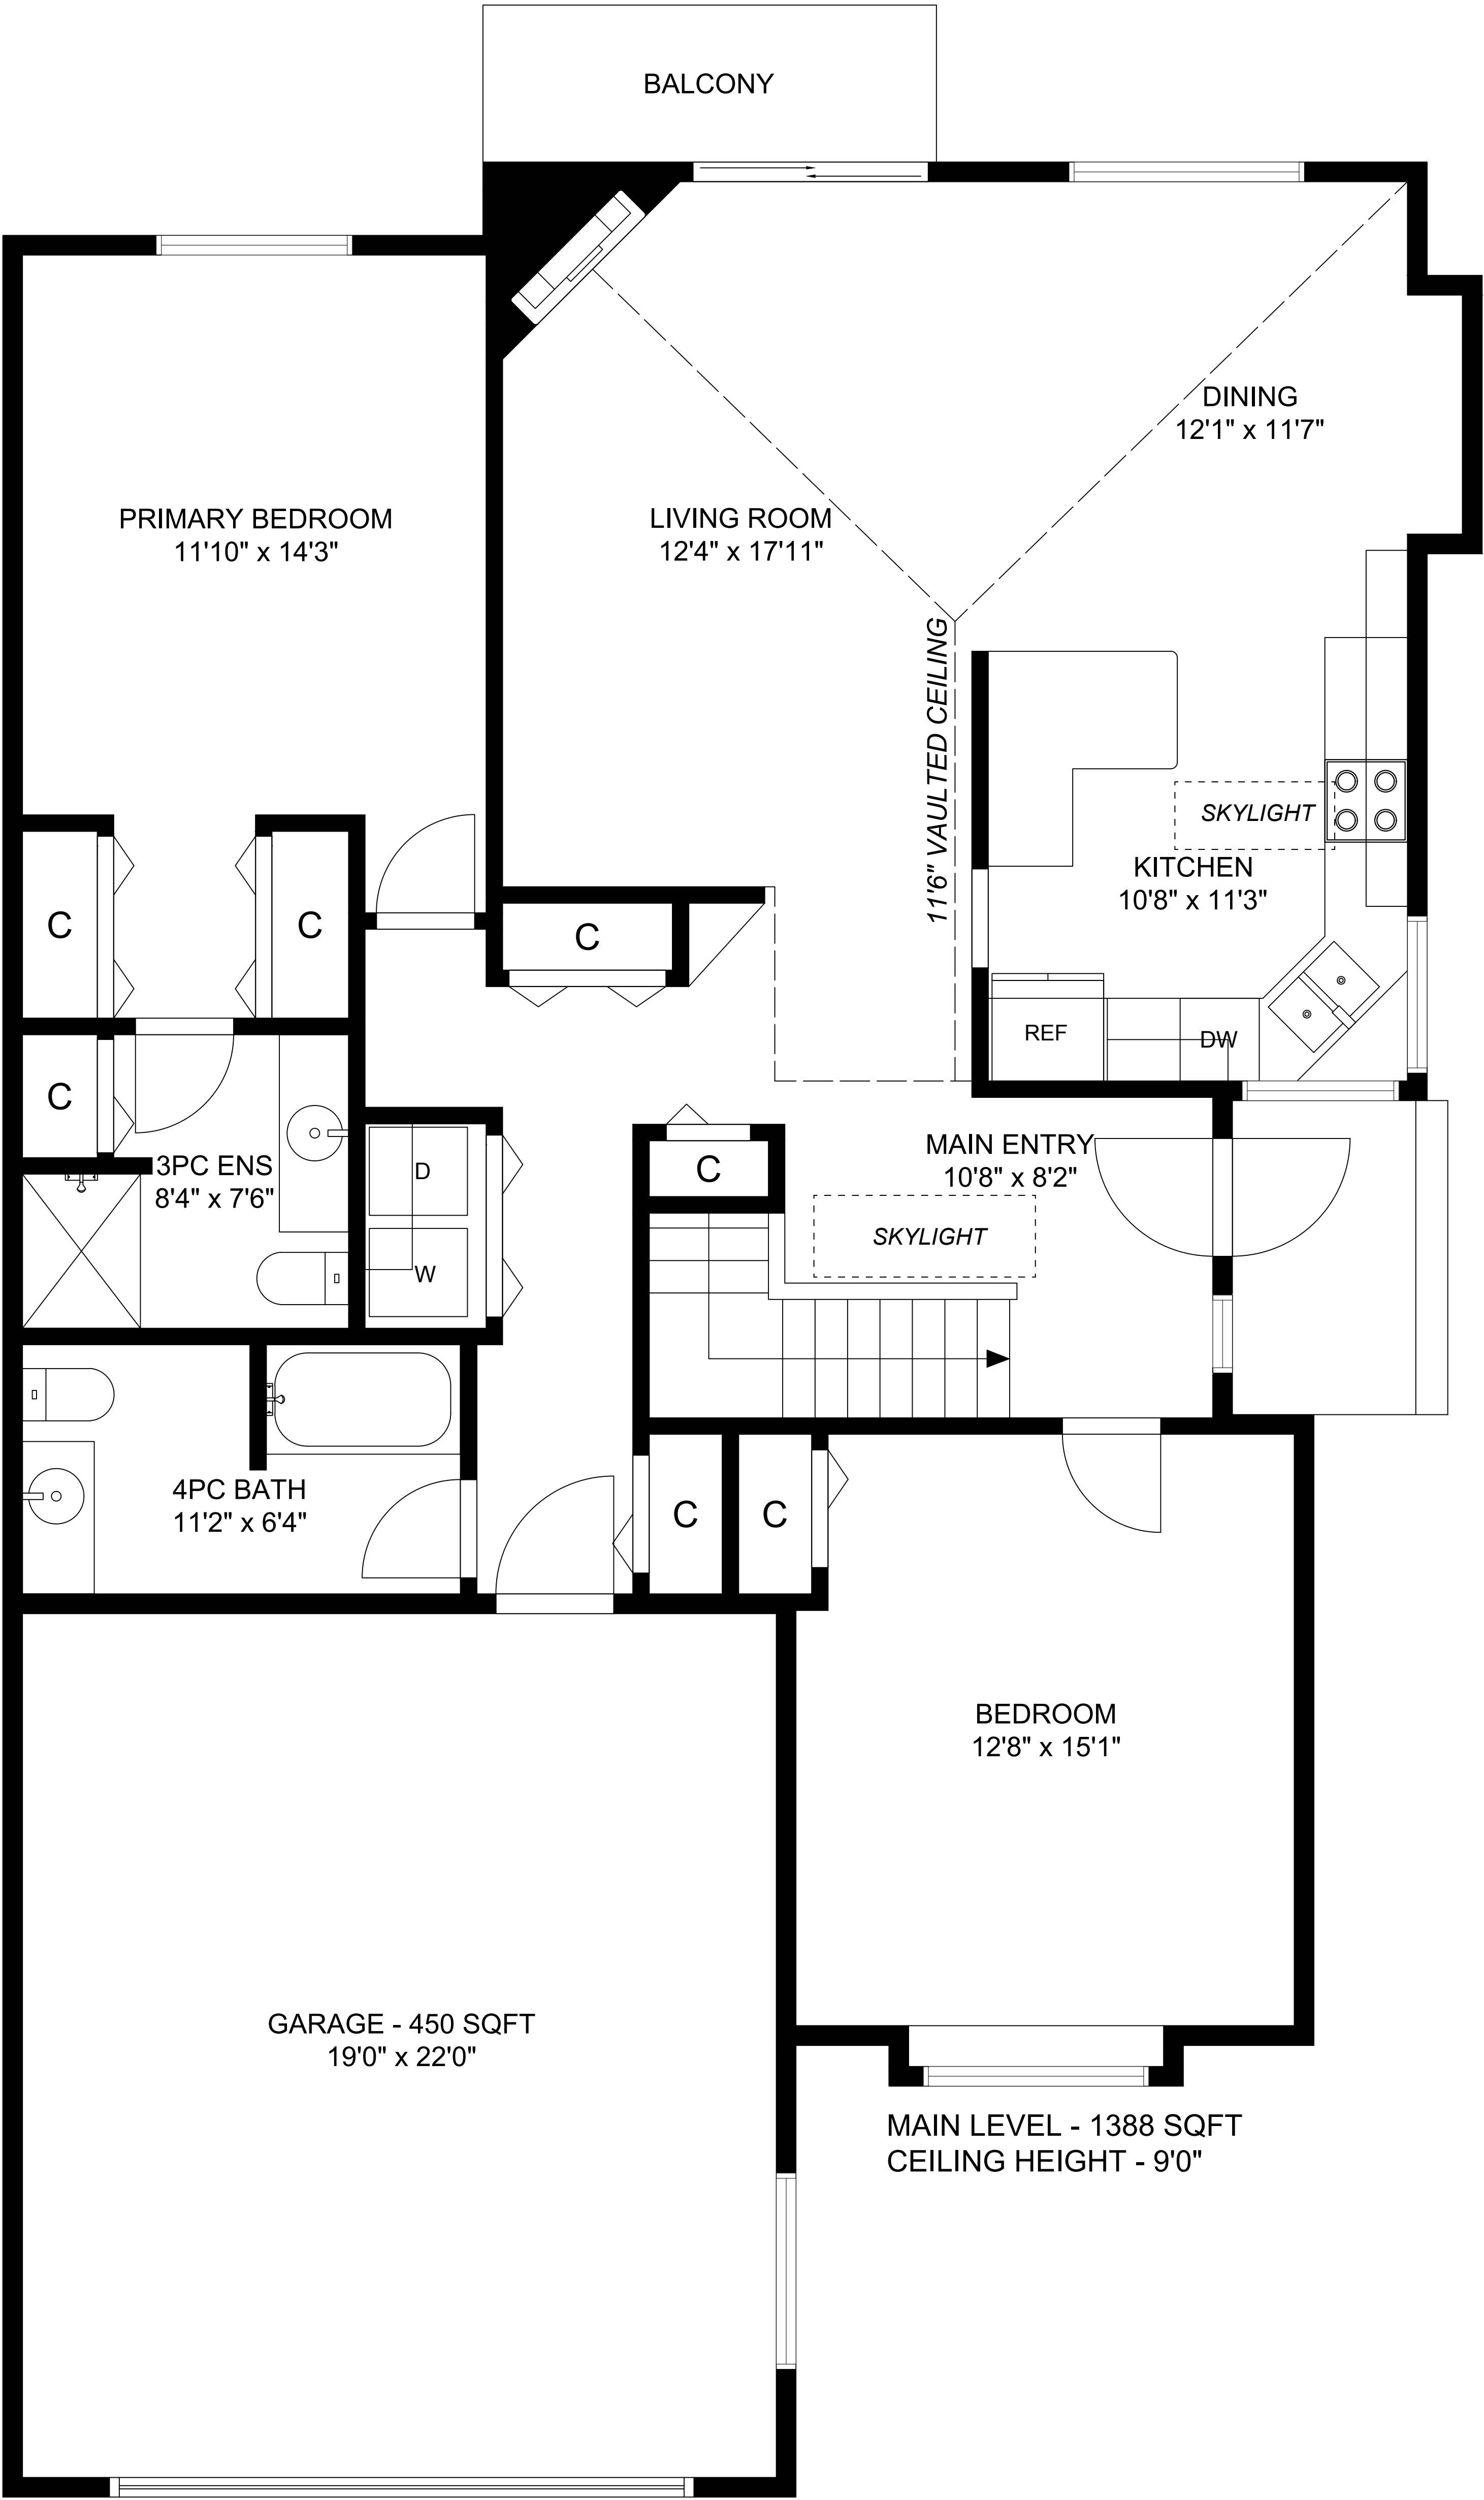 BALCONY
DINING
12'1" x 11'7"
PRIMARY BEDROOM
11'10" x 14'3"
LIVING ROOM
12'4" x 17'11"
11'6" VAULTED CEILING
SKYLIGHT
KITCHEN
10'8" x 11'3"
C
C
C
REF
DW
C
3PC ENS
8'4" x 7'6"
D
W
C
MAIN ENTRY
10'8" x 8'2"
SKYLIGHT
4PC BATH
11'2" x 6'4"
C
C
BEDROOM
12'8" x 15'1"
GARAGE - 450 SQFT
19'0" x 22'0"
MAIN LEVEL - 1388 SQFT
CEILING HEIGHT - 9'0"